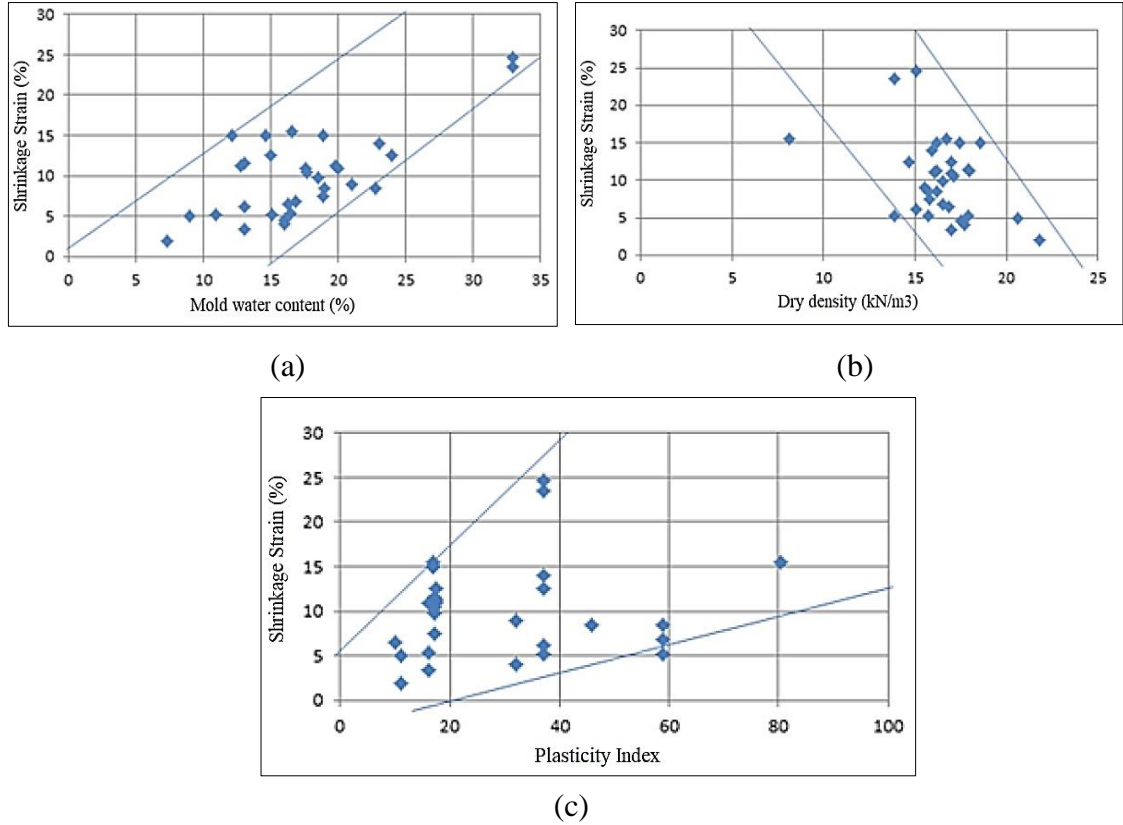 30
25
20
15
10
5
0
Shrinkage Strain (%)
0 5 10 15 20 25 30 35
Mold water content (%)
(a)
30
25
20
15
10
5
0
Shrinkage Strain (%)
0 5 10 15 20 25
Dry density (kN/m3)
(b)
30
25
20
15
10
5
0
Shrinkage Strain (%)
0 20 40 60 80 100
Plasticity Index
(c)